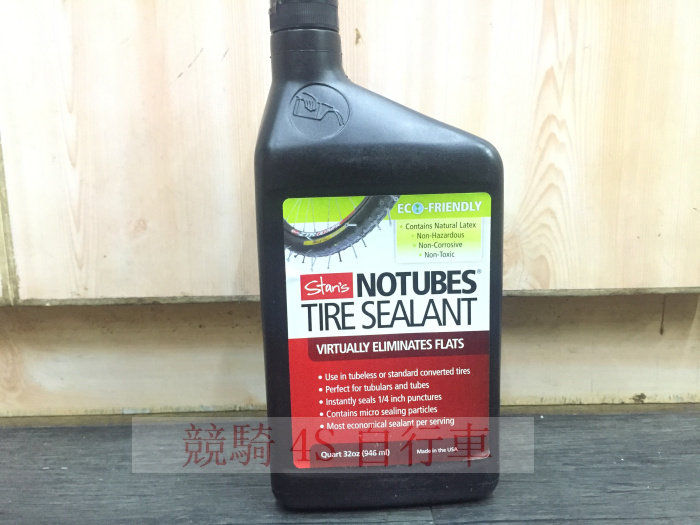 ECO-FRIENDLY
• Contains Natural Latex
• Non-Hazardous
• Non-Corrosive
• Non-Toxic
Stan's NOTUBES®
TIRE SEALANT
VIRTUALLY ELIMINATES FLATS
• Use in tubeless or standard converted tires
• Perfect for tubulars and tubes
• Instantly seals 1/4 inch punctures
• Contains micro sealing particles
• Most economical sealant per serving
競騎 4S 自行車
Quart 32oz (946 ml) Made in the USA